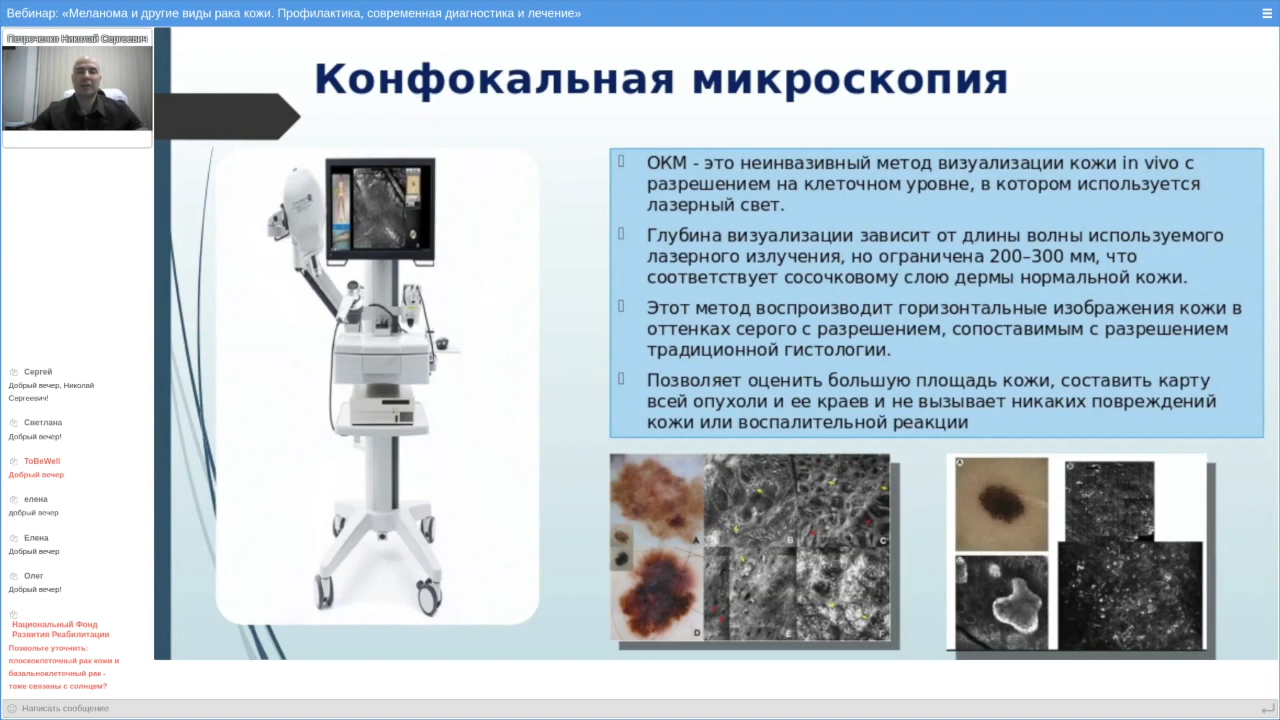 Вебинар: «Меланома и другие виды рака кожи. Профилактика, современная диагностика и лечение»
Петроченко Николай Сергеевич
Конфокальная микроскопия
ОКМ - это неинвазивный метод визуализации кожи in vivo с
разрешением на клеточном уровне, в котором используется
лазерный свет.
Глубина визуализации зависит от длины волны используемого
лазерного излучения, но ограничена 200–300 мм, что
соответствует сосочковому слою дермы нормальной кожи.
Этот метод воспроизводит горизонтальные изображения кожи в
оттенках серого с разрешением, сопоставимым с разрешением
традиционной гистологии.
Позволяет оценить большую площадь кожи, составить карту
всей опухоли и ее краев и не вызывает никаких повреждений
кожи или воспалительной реакции
A
B
C
D
E
F
A
B
Сергей
Добрый вечер, Николай
Сергеевич!
Светлана
Добрый вечер!
ToBeWell
Добрый вечер
елена
добрый вечер
Елена
Добрый вечер
Олег
Добрый вечер!
Национальный Фонд
Развития Реабилитации
Позвольте уточнить:
плоскоклеточный рак кожи и
базальноклеточный рак -
тоже связаны с солнцем?
Написать сообщение